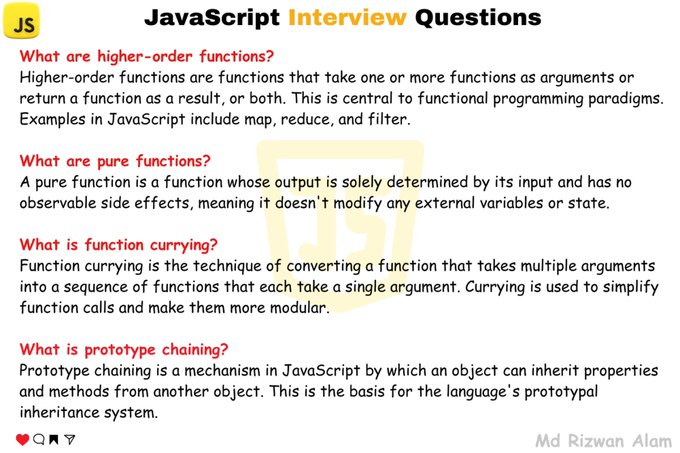 JS
JavaScript Interview Questions
What are higher-order functions?
Higher-order functions are functions that take one or more functions as arguments or
return a function as a result, or both. This is central to functional programming paradigms.
Examples in JavaScript include map, reduce, and filter.
What are pure functions?
A pure function is a function whose output is solely determined by its input and has no
observable side effects, meaning it doesn't modify any external variables or state.
What is function currying?
Function currying is the technique of converting a function that takes multiple arguments
into a sequence of functions that each take a single argument. Currying is used to simplify
function calls and make them more modular.
What is prototype chaining?
Prototype chaining is a mechanism in JavaScript by which an object can inherit properties
and methods from another object. This is the basis for the language's prototypal
inheritance system.
JS
Md Rizwan Alam